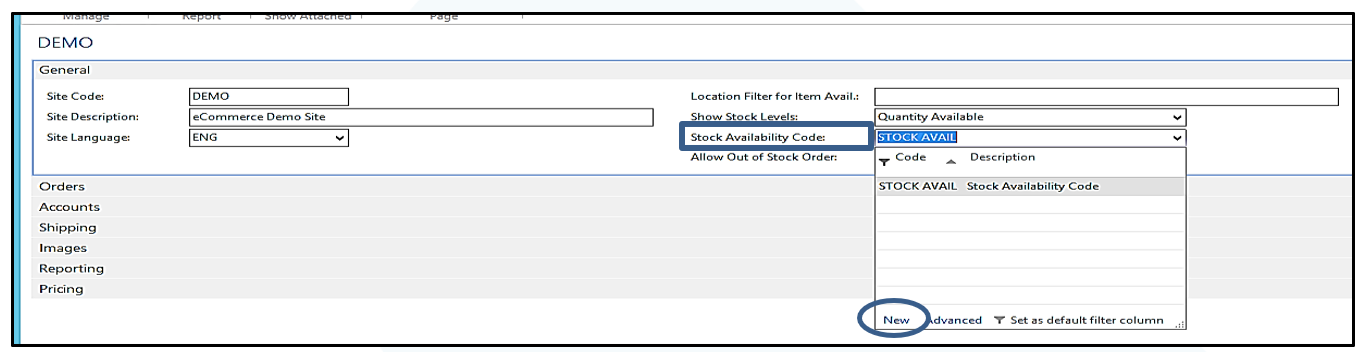 Manage Report Show Attached Page
DEMO
General
Site Code: DEMO Location Filter for Item Avail.:
Site Description: eCommerce Demo Site Show Stock Levels: Quantity Available
Site Language: ENG Stock Availability Code: STOCK AVAIL
Allow Out of Stock Order: Code Description
Orders STOCK AVAIL Stock Availability Code
Accounts
Shipping
Images
Reporting
Pricing
New Advanced Set as default filter column